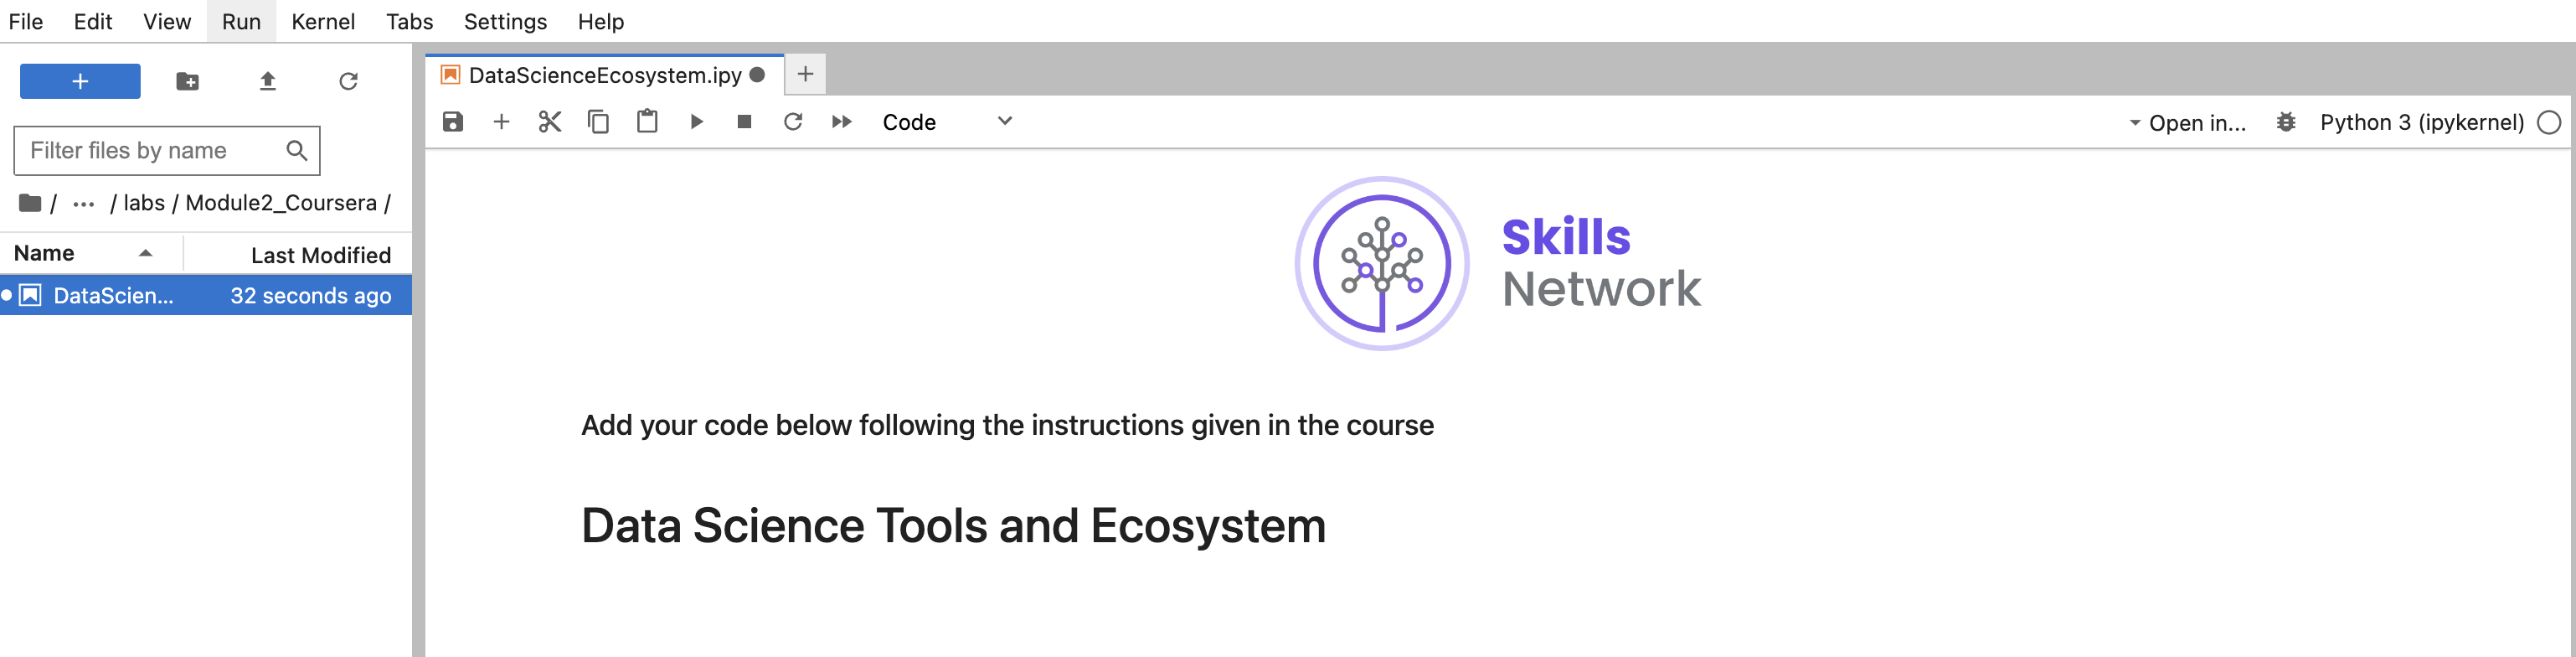 File Edit View Run Kernel Tabs Settings Help
+
Filter files by name
/ ... / labs / Module2_Coursera /
Name Last Modified
DataScien... 32 seconds ago
DataScienceEcosystem.ipy
+
Code
Open in...
Python 3 (ipykernel)
Skills
Network
Add your code below following the instructions given in the course
Data Science Tools and Ecosystem